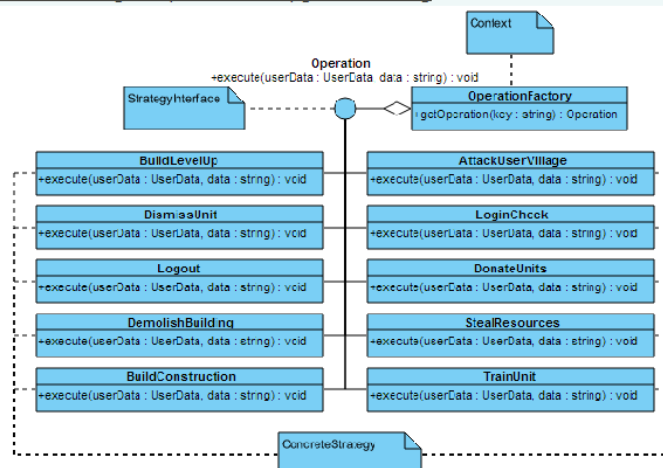 Context
Operation
+execute(userData : UserData, data : string) : void
StrategyInterface
OperationFactory
+getOperation(key : string) : Operation
BuildLevelUp
+execute(userData : UserData, data : string) : void
AttackUserVillage
+execute(userData : UserData, data : string) : void
DismissUnit
+execute(userData : UserData, data : string) : void
LoginCheck
+execute(userData : UserData, data : string) : void
Logout
+execute(userData : UserData, data : string) : void
DonateUnits
+execute(userData : UserData, data : string) : void
DemolishBuilding
+execute(userData : UserData, data : string) : void
StealResources
+execute(userData : UserData, data : string) : void
BuildConstruction
+execute(userData : UserData, data : string) : void
TrainUnit
+execute(userData : UserData, data : string) : void
ConcreteStrategy